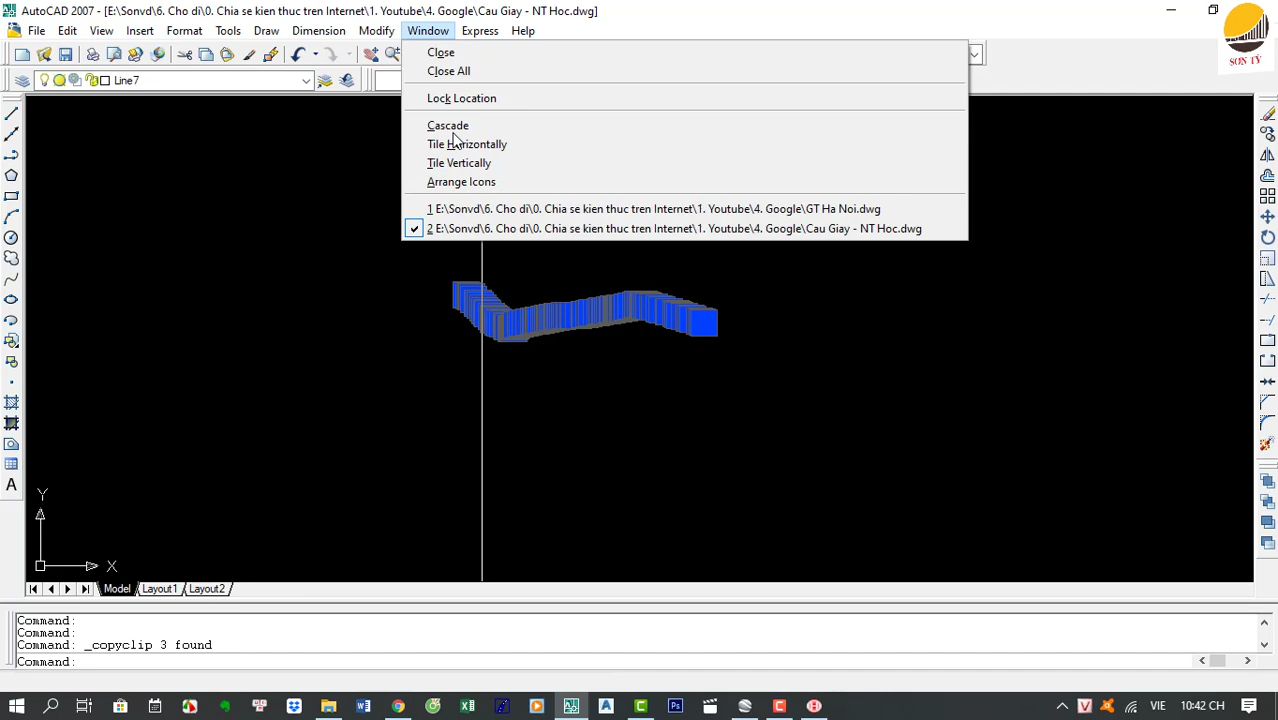 AutoCAD 2007 - [E:\Sonvd\6. Cho di\0. Chia se kien thuc tren Internet\1. Youtube\4. Google\Cau Giay - NT Hoc.dwg]
File Edit View Insert Format Tools Draw Dimension Modify Window Express Help
SƠN TÝ
Line7
Close
Close All
Lock Location
Cascade
Tile Horizontally
Tile Vertically
Arrange Icons
1 E:\Sonvd\6. Cho di\0. Chia se kien thuc tren Internet\1. Youtube\4. Google\GT Ha Noi.dwg
2 E:\Sonvd\6. Cho di\0. Chia se kien thuc tren Internet\1. Youtube\4. Google\Cau Giay - NT Hoc.dwg
A
Y
X
Model Layout1 Layout2
Command:
Command:
Command: _copyclip 3 found
Command:
VIE 10:42 CH